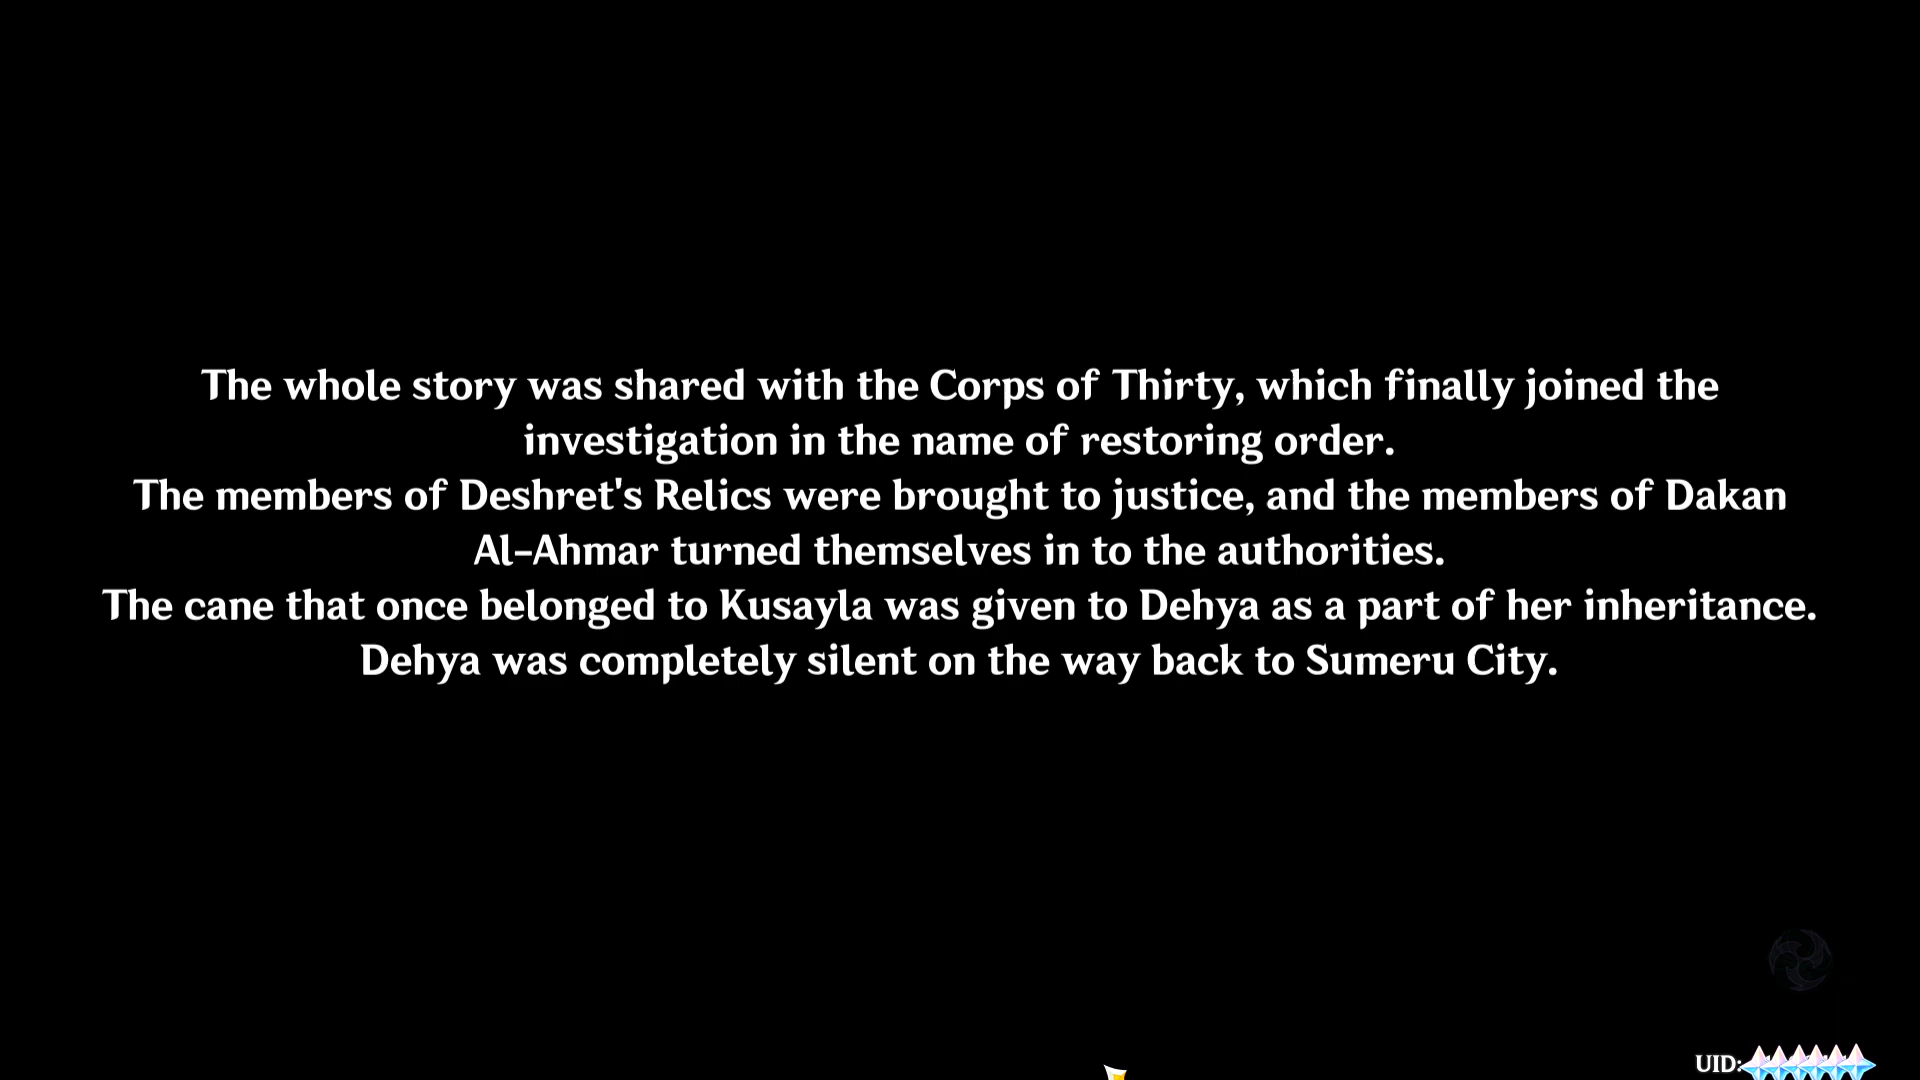 The whole story was shared with the Corps of Thirty, which finally joined the
investigation in the name of restoring order.
The members of Deshret's Relics were brought to justice, and the members of Dakan
Al-Ahmar turned themselves in to the authorities.
The cane that once belonged to Kusayla was given to Dehya as a part of her inheritance.
Dehya was completely silent on the way back to Sumeru City.
UID: